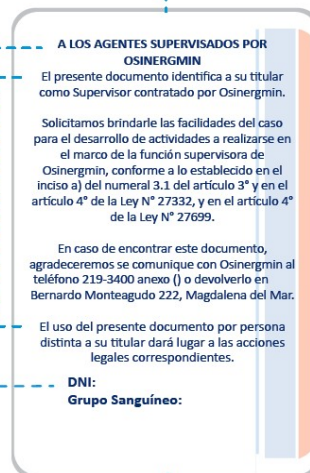 A LOS AGENTES SUPERVISADOS POR
OSINERGMIN
El presente documento identifica a su titular
como Supervisor contratado por Osinergmin.
Solicitamos brindarle las facilidades del caso
para el desarrollo de actividades a realizarse en
el marco de la función supervisora de
Osinergmin, conforme a lo establecido en el
inciso a) del numeral 3.1 del artículo 3° y en el
artículo 4° de la Ley N° 27332, y en el artículo 4°
de la Ley N° 27699.
En caso de encontrar este documento,
agradeceremos se comunique con Osinergmin al
teléfono 219-3400 anexo () o devolverlo en
Bernardo Monteagudo 222, Magdalena del Mar.
El uso del presente documento por persona
distinta a su titular dará lugar a las acciones
legales correspondientes.
DNI:
Grupo Sanguíneo: